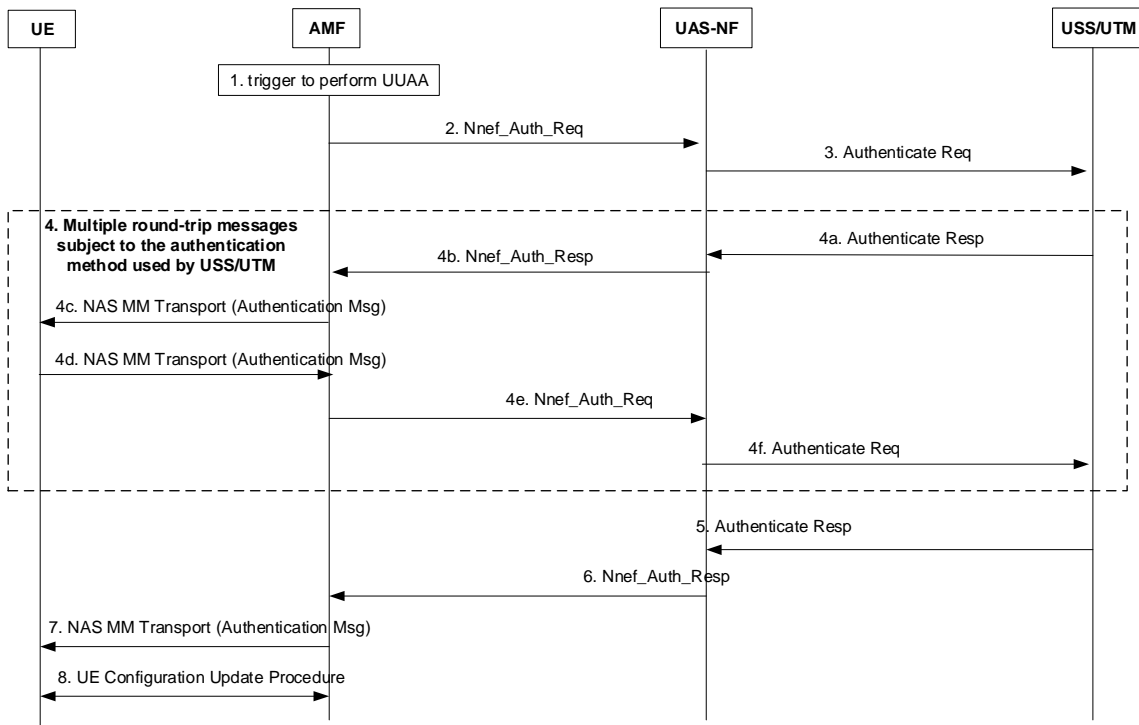 UE
AMF
UAS-NF
USS/UTM
1. trigger to perform UUAA
2. Nnef_Auth_Req
3. Authenticate Req
4. Multiple round-trip messages
subject to the authentication
method used by USS/UTM
4a. Authenticate Resp
4b. Nnef_Auth_Resp
4c. NAS MM Transport (Authentication Msg)
4d. NAS MM Transport (Authentication Msg)
4e. Nnef_Auth_Req
4f. Authenticate Req
5. Authenticate Resp
6. Nnef_Auth_Resp
7. NAS MM Transport (Authentication Msg)
8. UE Configuration Update Procedure